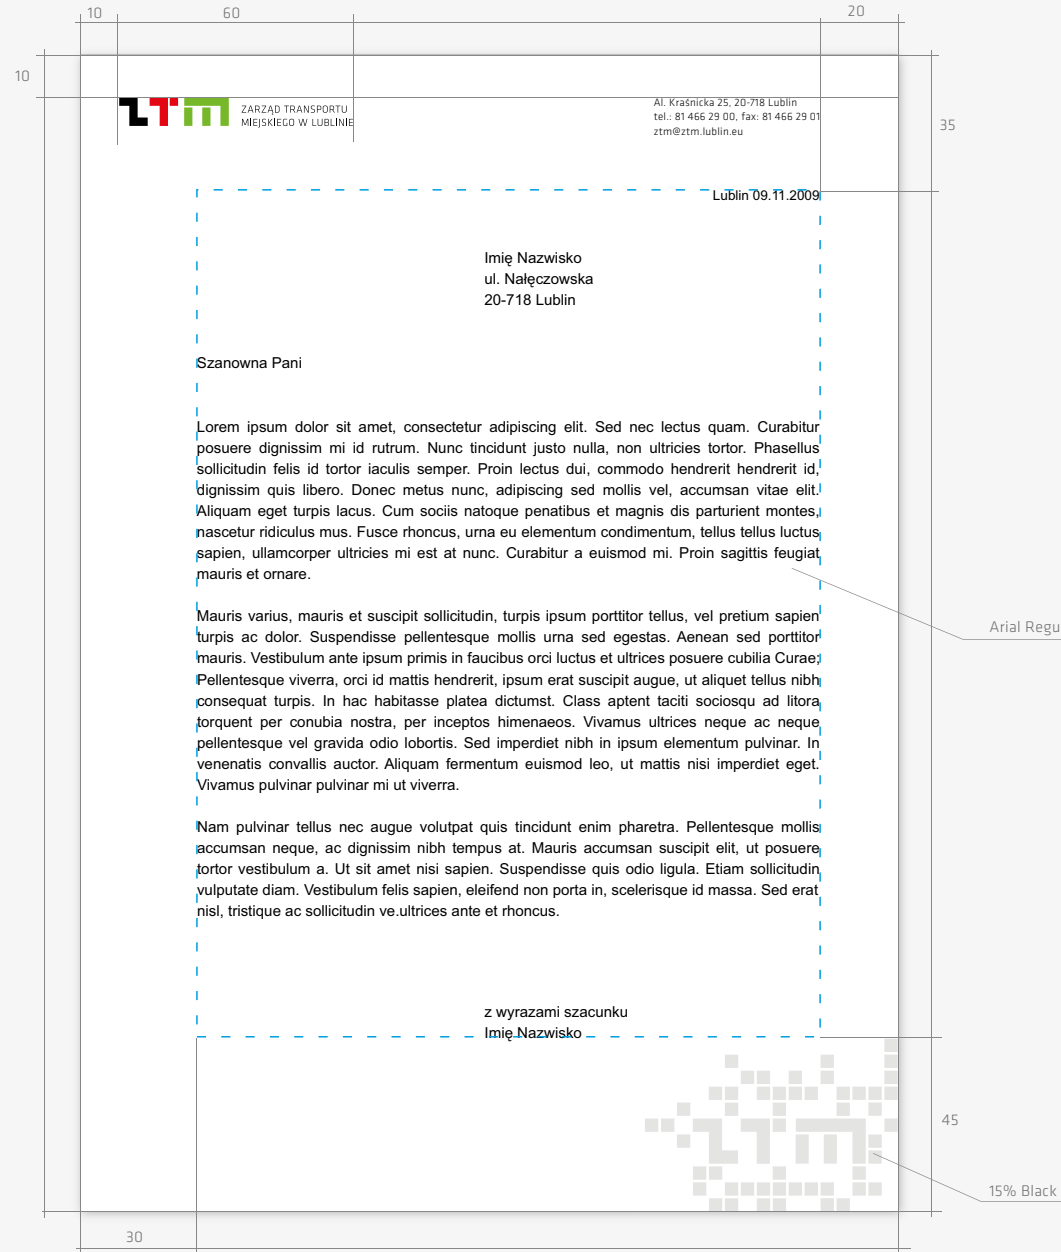 10
60
20
10
ZTM
ZARZĄD TRANSPORTU
MIEJSKIEGO W LUBLINIE
Al. Kraśnicka 25, 20-718 Lublin
tel.: 81 466 29 00, fax: 81 466 29 01
ztm@ztm.lublin.eu
35
Lublin 09.11.2009
Imię Nazwisko
ul. Nałęczowska
20-718 Lublin
Szanowna Pani
Lorem ipsum dolor sit amet, consectetur adipiscing elit. Sed nec lectus quam. Curabitur
posuere dignissim mi id rutrum. Nunc tincidunt justo nulla, non ultricies tortor. Phasellus
sollicitudin felis id tortor iaculis semper. Proin lectus dui, commodo hendrerit hendrerit id,
dignissim quis libero. Donec metus nunc, adipiscing sed mollis vel, accumsan vitae elit.
Aliquam eget turpis lacus. Cum sociis natoque penatibus et magnis dis parturient montes,
nascetur ridiculus mus. Fusce rhoncus, urna eu elementum condimentum, tellus tellus luctus
sapien, ullamcorper ultricies mi est at nunc. Curabitur a euismod mi. Proin sagittis feugiat
mauris et ornare.
Arial Regu
Mauris varius, mauris et suscipit sollicitudin, turpis ipsum porttitor tellus, vel pretium sapien
turpis ac dolor. Suspendisse pellentesque mollis urna sed egestas. Aenean sed porttitor
mauris. Vestibulum ante ipsum primis in faucibus orci luctus et ultrices posuere cubilia Curae;
Pellentesque viverra, orci id mattis hendrerit, ipsum erat suscipit augue, ut aliquet tellus nibh
consequat turpis. In hac habitasse platea dictumst. Class aptent taciti sociosqu ad litora
torquent per conubia nostra, per inceptos himenaeos. Vivamus ultrices neque ac neque
pellentesque vel gravida odio lobortis. Sed imperdiet nibh in ipsum elementum pulvinar. In
venenatis convallis auctor. Aliquam fermentum euismod leo, ut mattis nisi imperdiet eget.
Vivamus pulvinar pulvinar mi ut viverra.
Nam pulvinar tellus nec augue volutpat quis tincidunt enim pharetra. Pellentesque mollis
accumsan neque, ac dignissim nibh tempus at. Mauris accumsan suscipit elit, ut posuere
tortor vestibulum a. Ut sit amet nisi sapien. Suspendisse quis odio ligula. Etiam sollicitudin
vulputate diam. Vestibulum felis sapien, eleifend non porta in, scelerisque id massa. Sed erat
nisl, tristique ac sollicitudin ve.ultrices ante et rhoncus.
z wyrazami szacunku
Imię Nazwisko
45
ZTM
15% Black
30